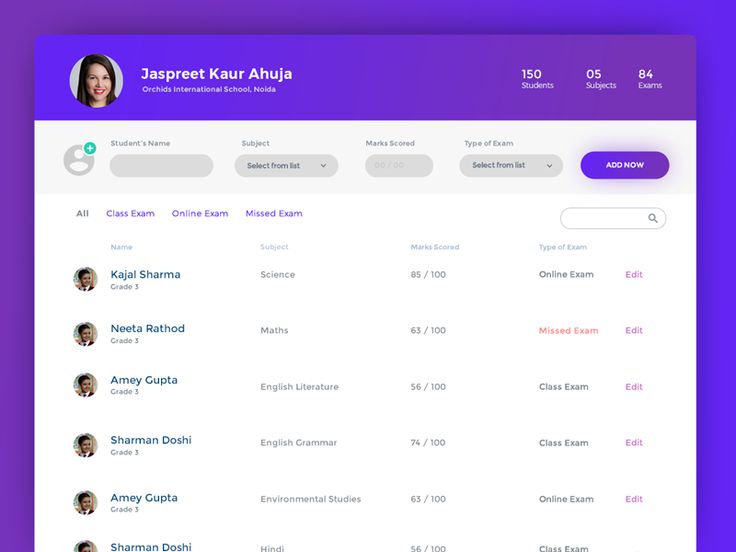 Jaspreet Kaur Ahuja
Orchids International School, Noida
150 05 84
Students Subjects Exams
Student's Name Subject Marks Scored Type of Exam
Select from list 00 / 00 Select from list ADD NOW
All Class Exam Online Exam Missed Exam
Name Subject Marks Scored Type of Exam
Kajal Sharma Science 85 / 100 Online Exam Edit
Grade 3
Neeta Rathod Maths 63 / 100 Missed Exam Edit
Grade 3
Amey Gupta English Literature 56 / 100 Class Exam Edit
Grade 3
Sharman Doshi English Grammar 74 / 100 Class Exam Edit
Grade 3
Amey Gupta Environmental Studies 63 / 100 Online Exam Edit
Grade 3
Sharman Doshi Hindi 56 / 100 Class Exam